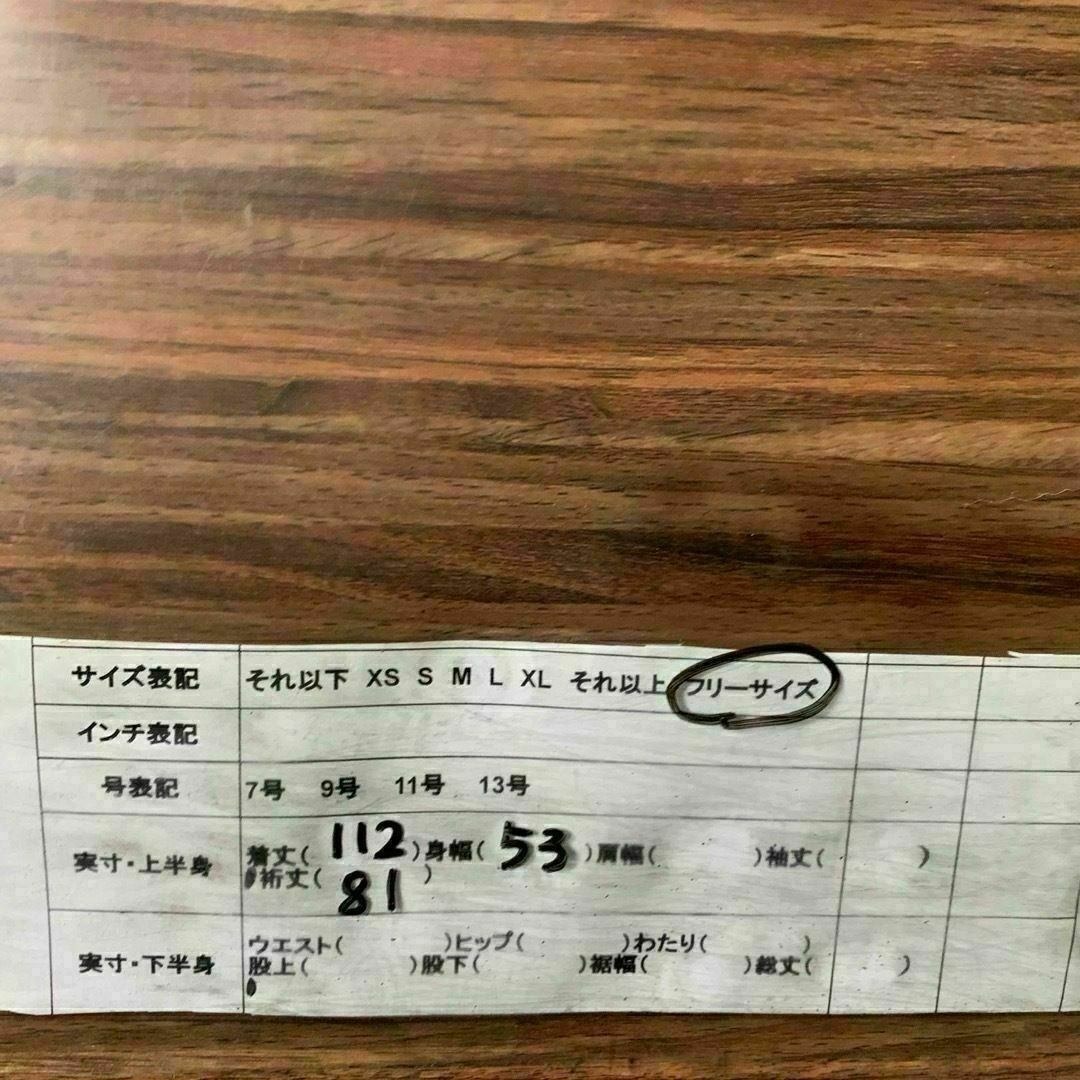 サイズ表記 それ以下 XS S M L XL それ以上 フリーサイズ
インチ表記
号表記 7号 9号 11号 13号
実寸・上半身 着丈( 112 )身幅( 53 )肩幅( )袖丈( )
裄丈( 81 )
実寸・下半身 ウエスト( )ヒップ( )わたり( )
股上( )股下( )裾幅( )総丈( )